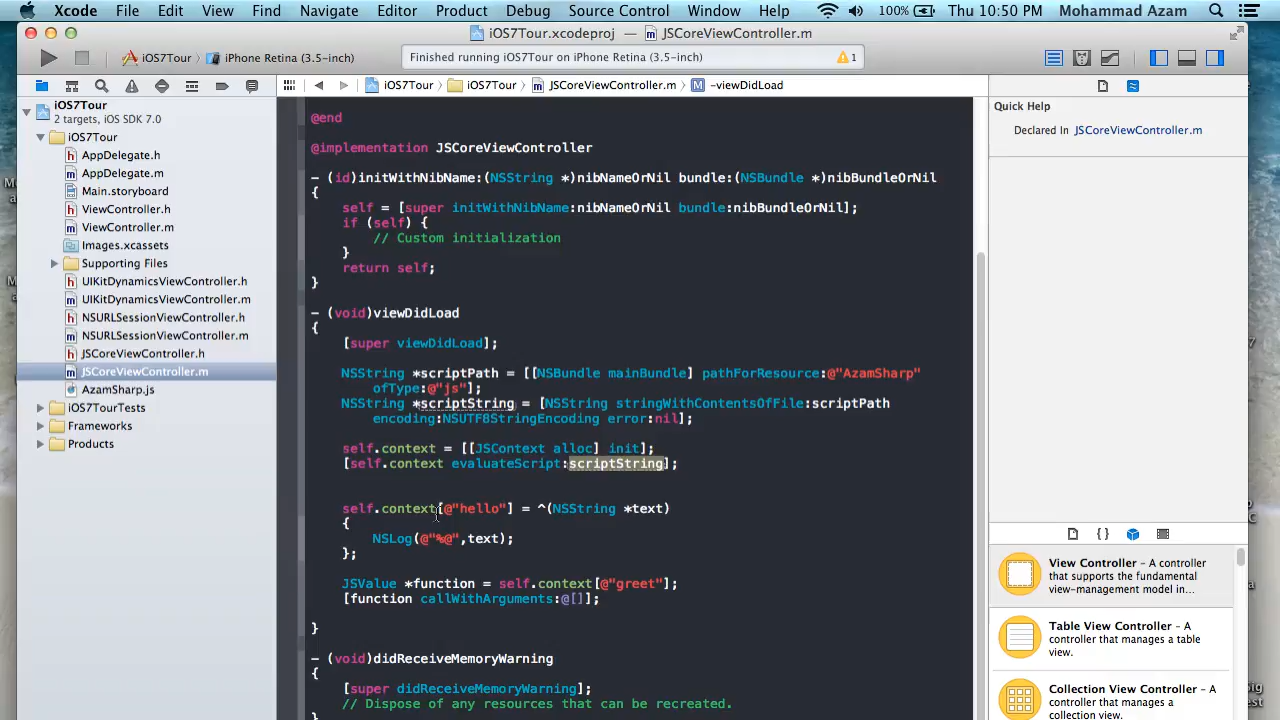 Xcode File Edit View Find Navigate Editor Product Debug Source Control Window Help 100% Thu 10:50 PM Mohammad Azam
iOS7Tour.xcodeproj — JSCoreViewController.m
iOS7Tour iPhone Retina (3.5-inch) Finished running iOS7Tour on iPhone Retina (3.5-inch) 1
iOS7Tour iOS7Tour JSCoreViewController.m -viewDidLoad
iOS7Tour
2 targets, iOS SDK 7.0
iOS7Tour
AppDelegate.h
AppDelegate.m
Main.storyboard
ViewController.h
ViewController.m
Images.xcassets
Supporting Files
UIKitDynamicsViewController.h
UIKitDynamicsViewController.m
NSURLSessionViewController.h
NSURLSessionViewController.m
JSCoreViewController.h
JSCoreViewController.m
AzamSharp.js
iOS7TourTests
Frameworks
Products
@end
@implementation JSCoreViewController
- (id)initWithNibName:(NSString *)nibNameOrNil bundle:(NSBundle *)nibBundleOrNil
{
self = [super initWithNibName:nibNameOrNil bundle:nibBundleOrNil];
if (self) {
// Custom initialization
}
return self;
}
- (void)viewDidLoad
{
[super viewDidLoad];
NSString *scriptPath = [[NSBundle mainBundle] pathForResource:@"AzamSharp"
ofType:@"js"];
NSString *scriptString = [NSString stringWithContentsOfFile:scriptPath
encoding:NSUTF8StringEncoding error:nil];
self.context = [[JSContext alloc] init];
[self.context evaluateScript:scriptString];
self.context[@"hello"] = ^(NSString *text)
{
NSLog(@"%@",text);
};
JSValue *function = self.context[@"greet"];
[function callWithArguments:@[]];
}
- (void)didReceiveMemoryWarning
{
[super didReceiveMemoryWarning];
// Dispose of any resources that can be recreated.
}
Quick Help
Declared In JSCoreViewController.m
{ }
View Controller - A controller
that supports the fundamental
view-management model in...
Table View Controller - A
controller that manages a table
view.
Collection View Controller - A
controller that manages a
collection view.